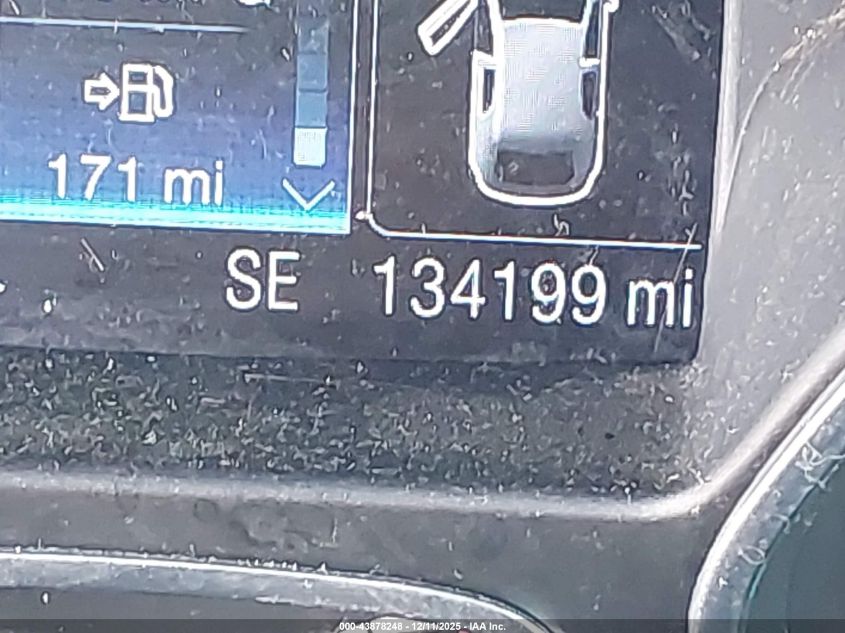 171 mi
SE 134199 mi
000-43878248 - 12/11/2025 - IAA Inc.